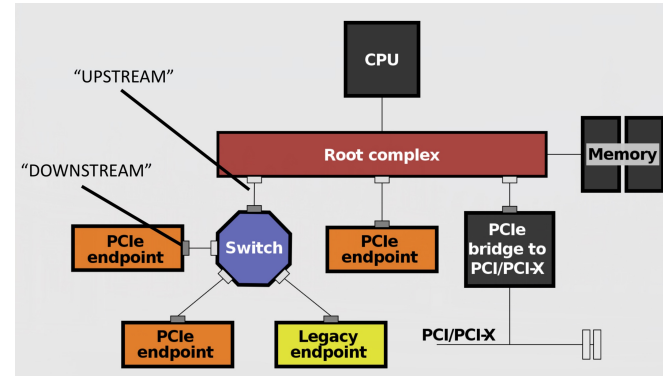 CPU
“UPSTREAM”
Root complex
Memory
“DOWNSTREAM”
PCIe
endpoint
Switch
PCIe
endpoint
PCIe
bridge to
PCI/PCI-X
PCIe
endpoint
Legacy
endpoint
PCI/PCI-X